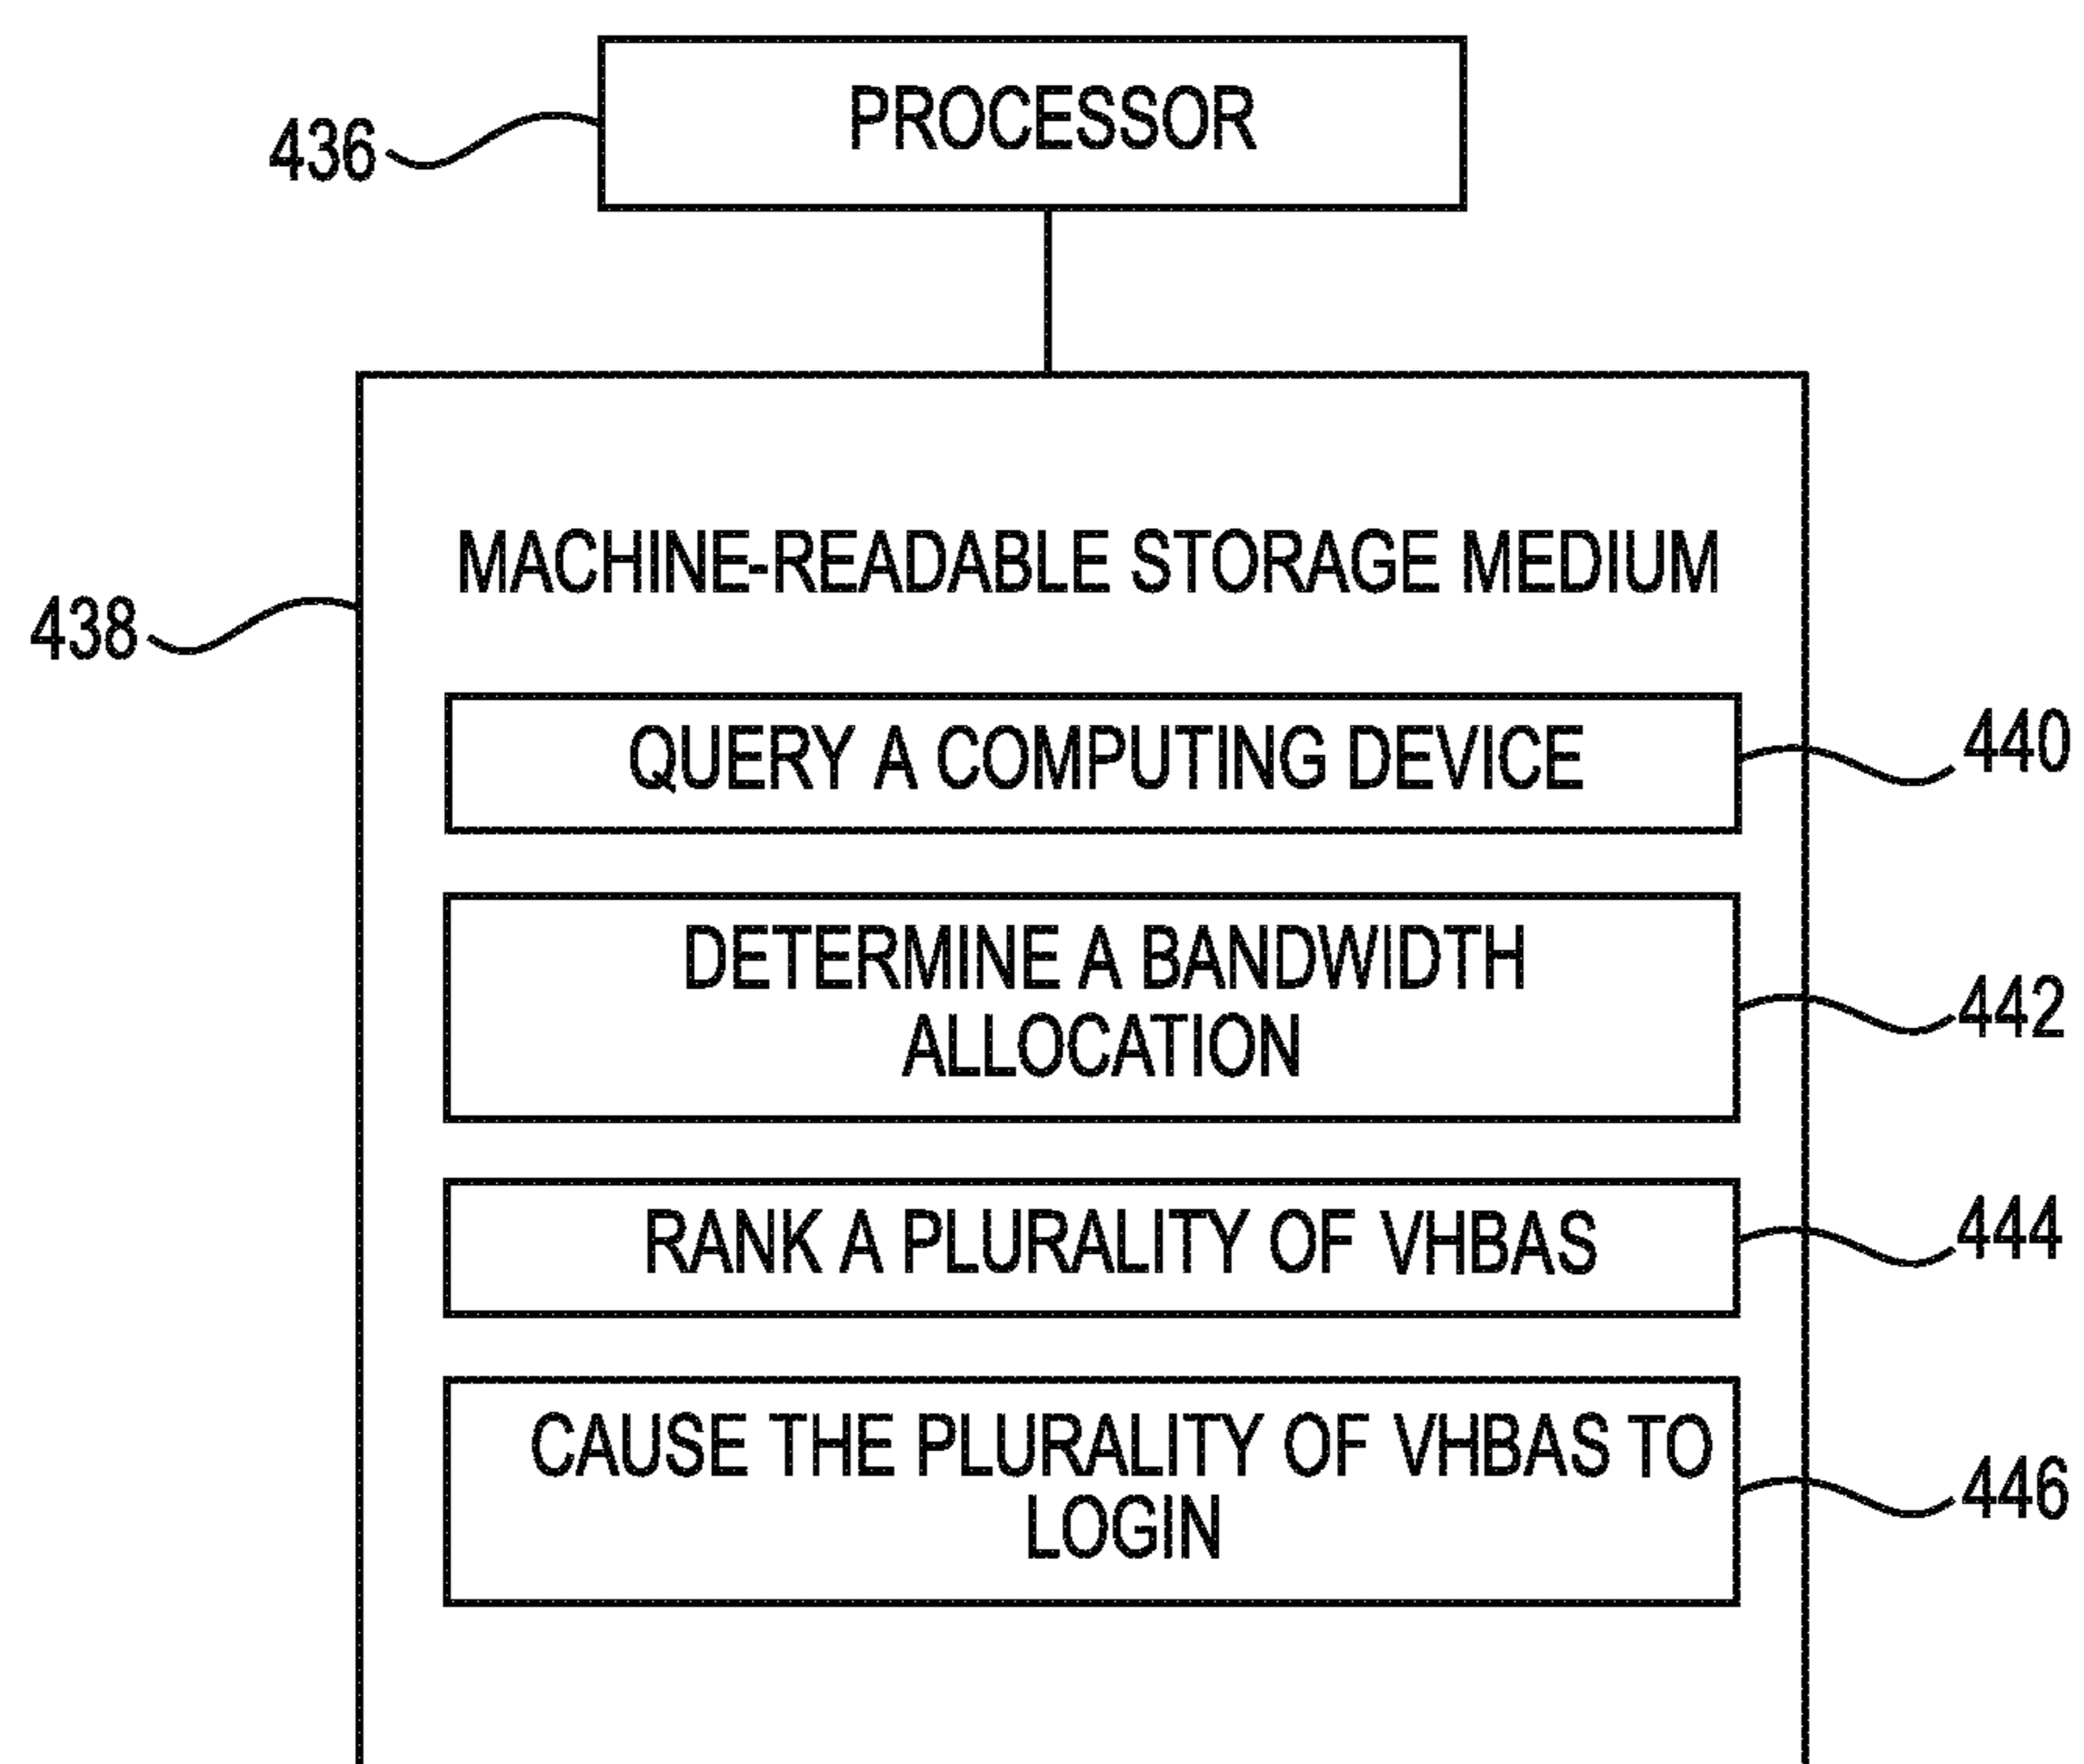 PROCESSOR
436
MACHINE-READABLE STORAGE MEDIUM
438
QUERY A COMPUTING DEVICE
440
DETERMINE A BANDWIDTH
ALLOCATION
442
RANK A PLURALITY OF VHBAS
444
CAUSE THE PLURALITY OF VHBAS TO
LOGIN
446